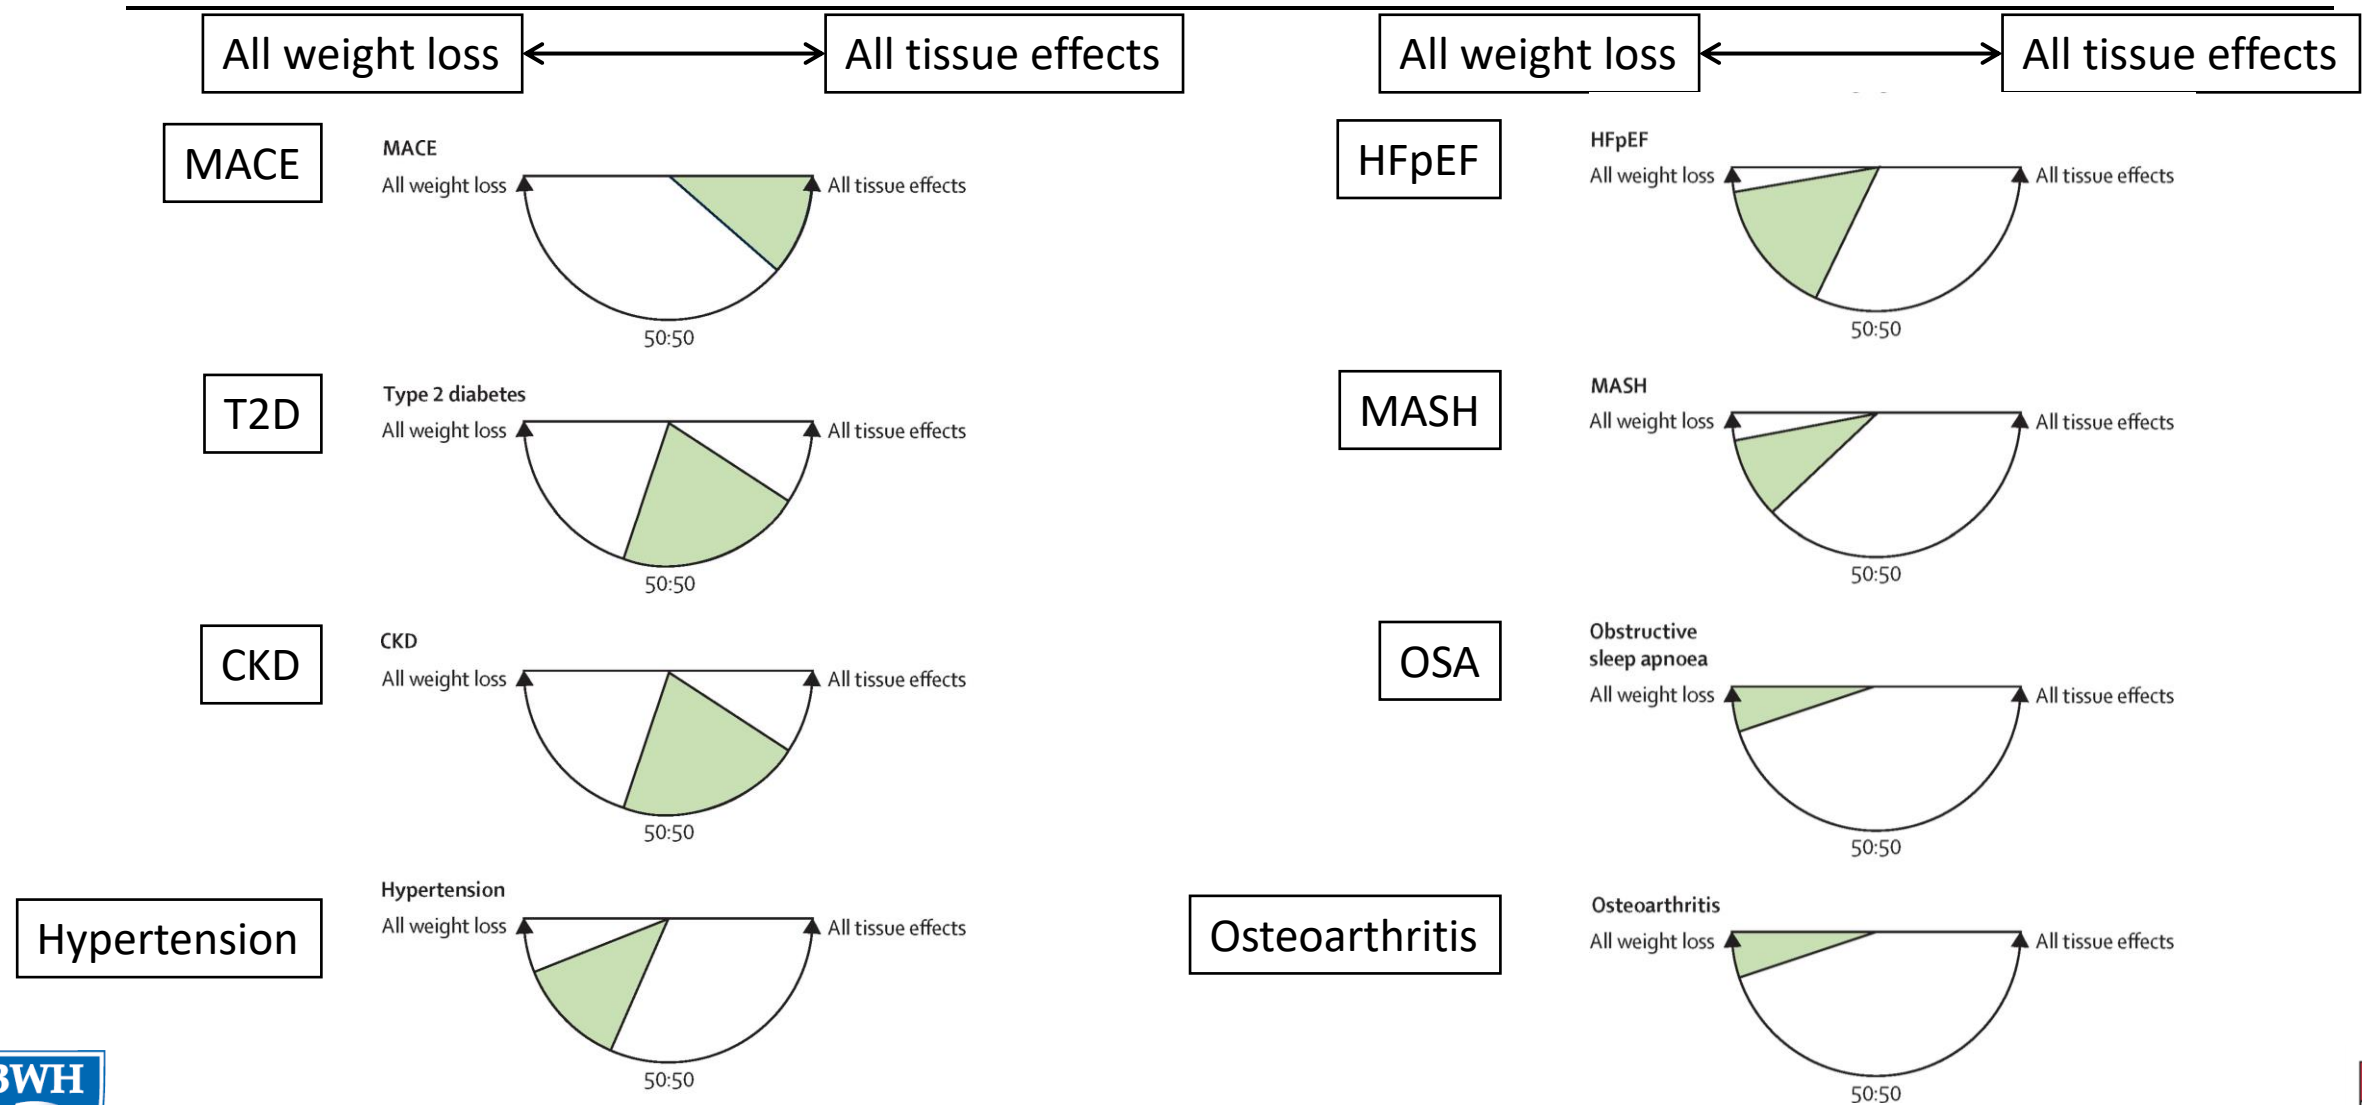 All weight loss
All tissue effects
All weight loss
All tissue effects
MACE
MACE
All weight loss
All tissue effects
50:50
T2D
Type 2 diabetes
All weight loss
All tissue effects
50:50
CKD
CKD
All weight loss
All tissue effects
50:50
Hypertension
Hypertension
All weight loss
All tissue effects
50:50
HFpEF
HFpEF
All weight loss
All tissue effects
50:50
MASH
MASH
All weight loss
All tissue effects
50:50
OSA
Obstructive
sleep apnoea
All weight loss
All tissue effects
50:50
Osteoarthritis
Osteoarthritis
All weight loss
All tissue effects
50:50
BWH